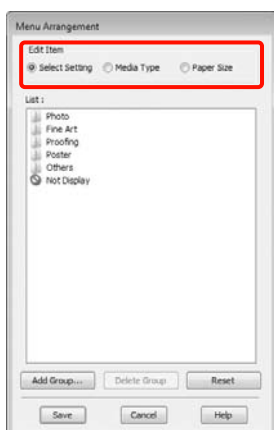 Menu Arrangement
Edit Item
Select Setting Media Type Paper Size
List :
Photo
Fine Art
Proofing
Poster
Others
Not Display
Add Group... Delete Group Reset
Save Cancel Help